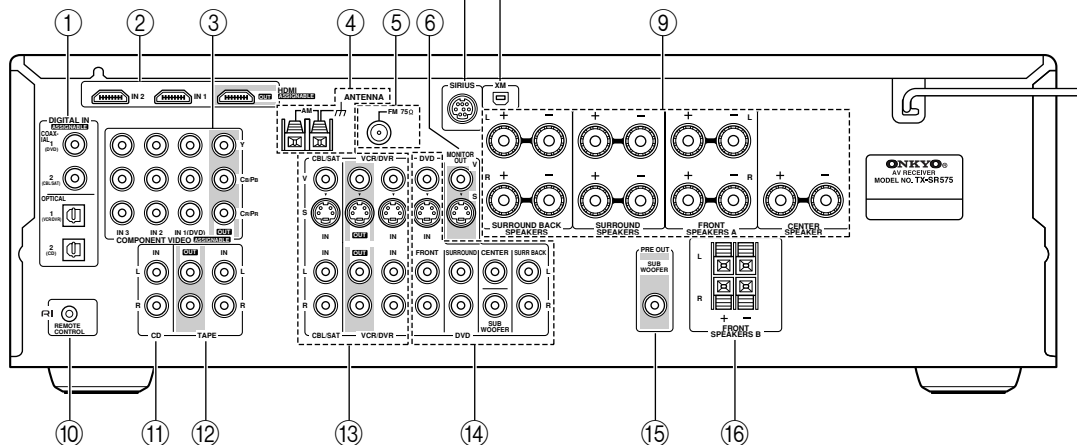 ① ② ③ ④ ⑤ ⑥ ⑨
IN 2 IN 1 OUT HDMI ASSIGNABLE
ANTENNA
AM
FM 75Ω
SIRIUS
XM
DIGITAL IN
ASSIGNABLE
COAX-
IAL
1
(DVD)
2
(CBL/SAT)
OPTICAL
1
(VCR/DVR)
2
(CD)
Y
CB/PB
CR/PR
IN 3 IN 2 IN 1(DVD) OUT
COMPONENT VIDEO ASSIGNABLE
CBL/SAT VCR/DVR DVD MONITOR
OUT
V V
S S
IN OUT IN IN
L + − + − + − L
R + − + − + − R + −
SURROUND BACK
SPEAKERS
SURROUND
SPEAKERS
FRONT
SPEAKERS A
CENTER
SPEAKER
ONKYO®
AV RECEIVER
MODEL NO. TX-SR575
IN OUT IN
L L
R R
CD TAPE
RI
REMOTE
CONTROL
IN OUT IN FRONT SURROUND CENTER SURR BACK
L L L
R R R
SUB
WOOFER
CBL/SAT VCR/DVR DVD
PRE OUT
SUB
WOOFER
L
R
+ −
FRONT
SPEAKERS B
⑩ ⑪ ⑫ ⑬ ⑭ ⑮ ⑯